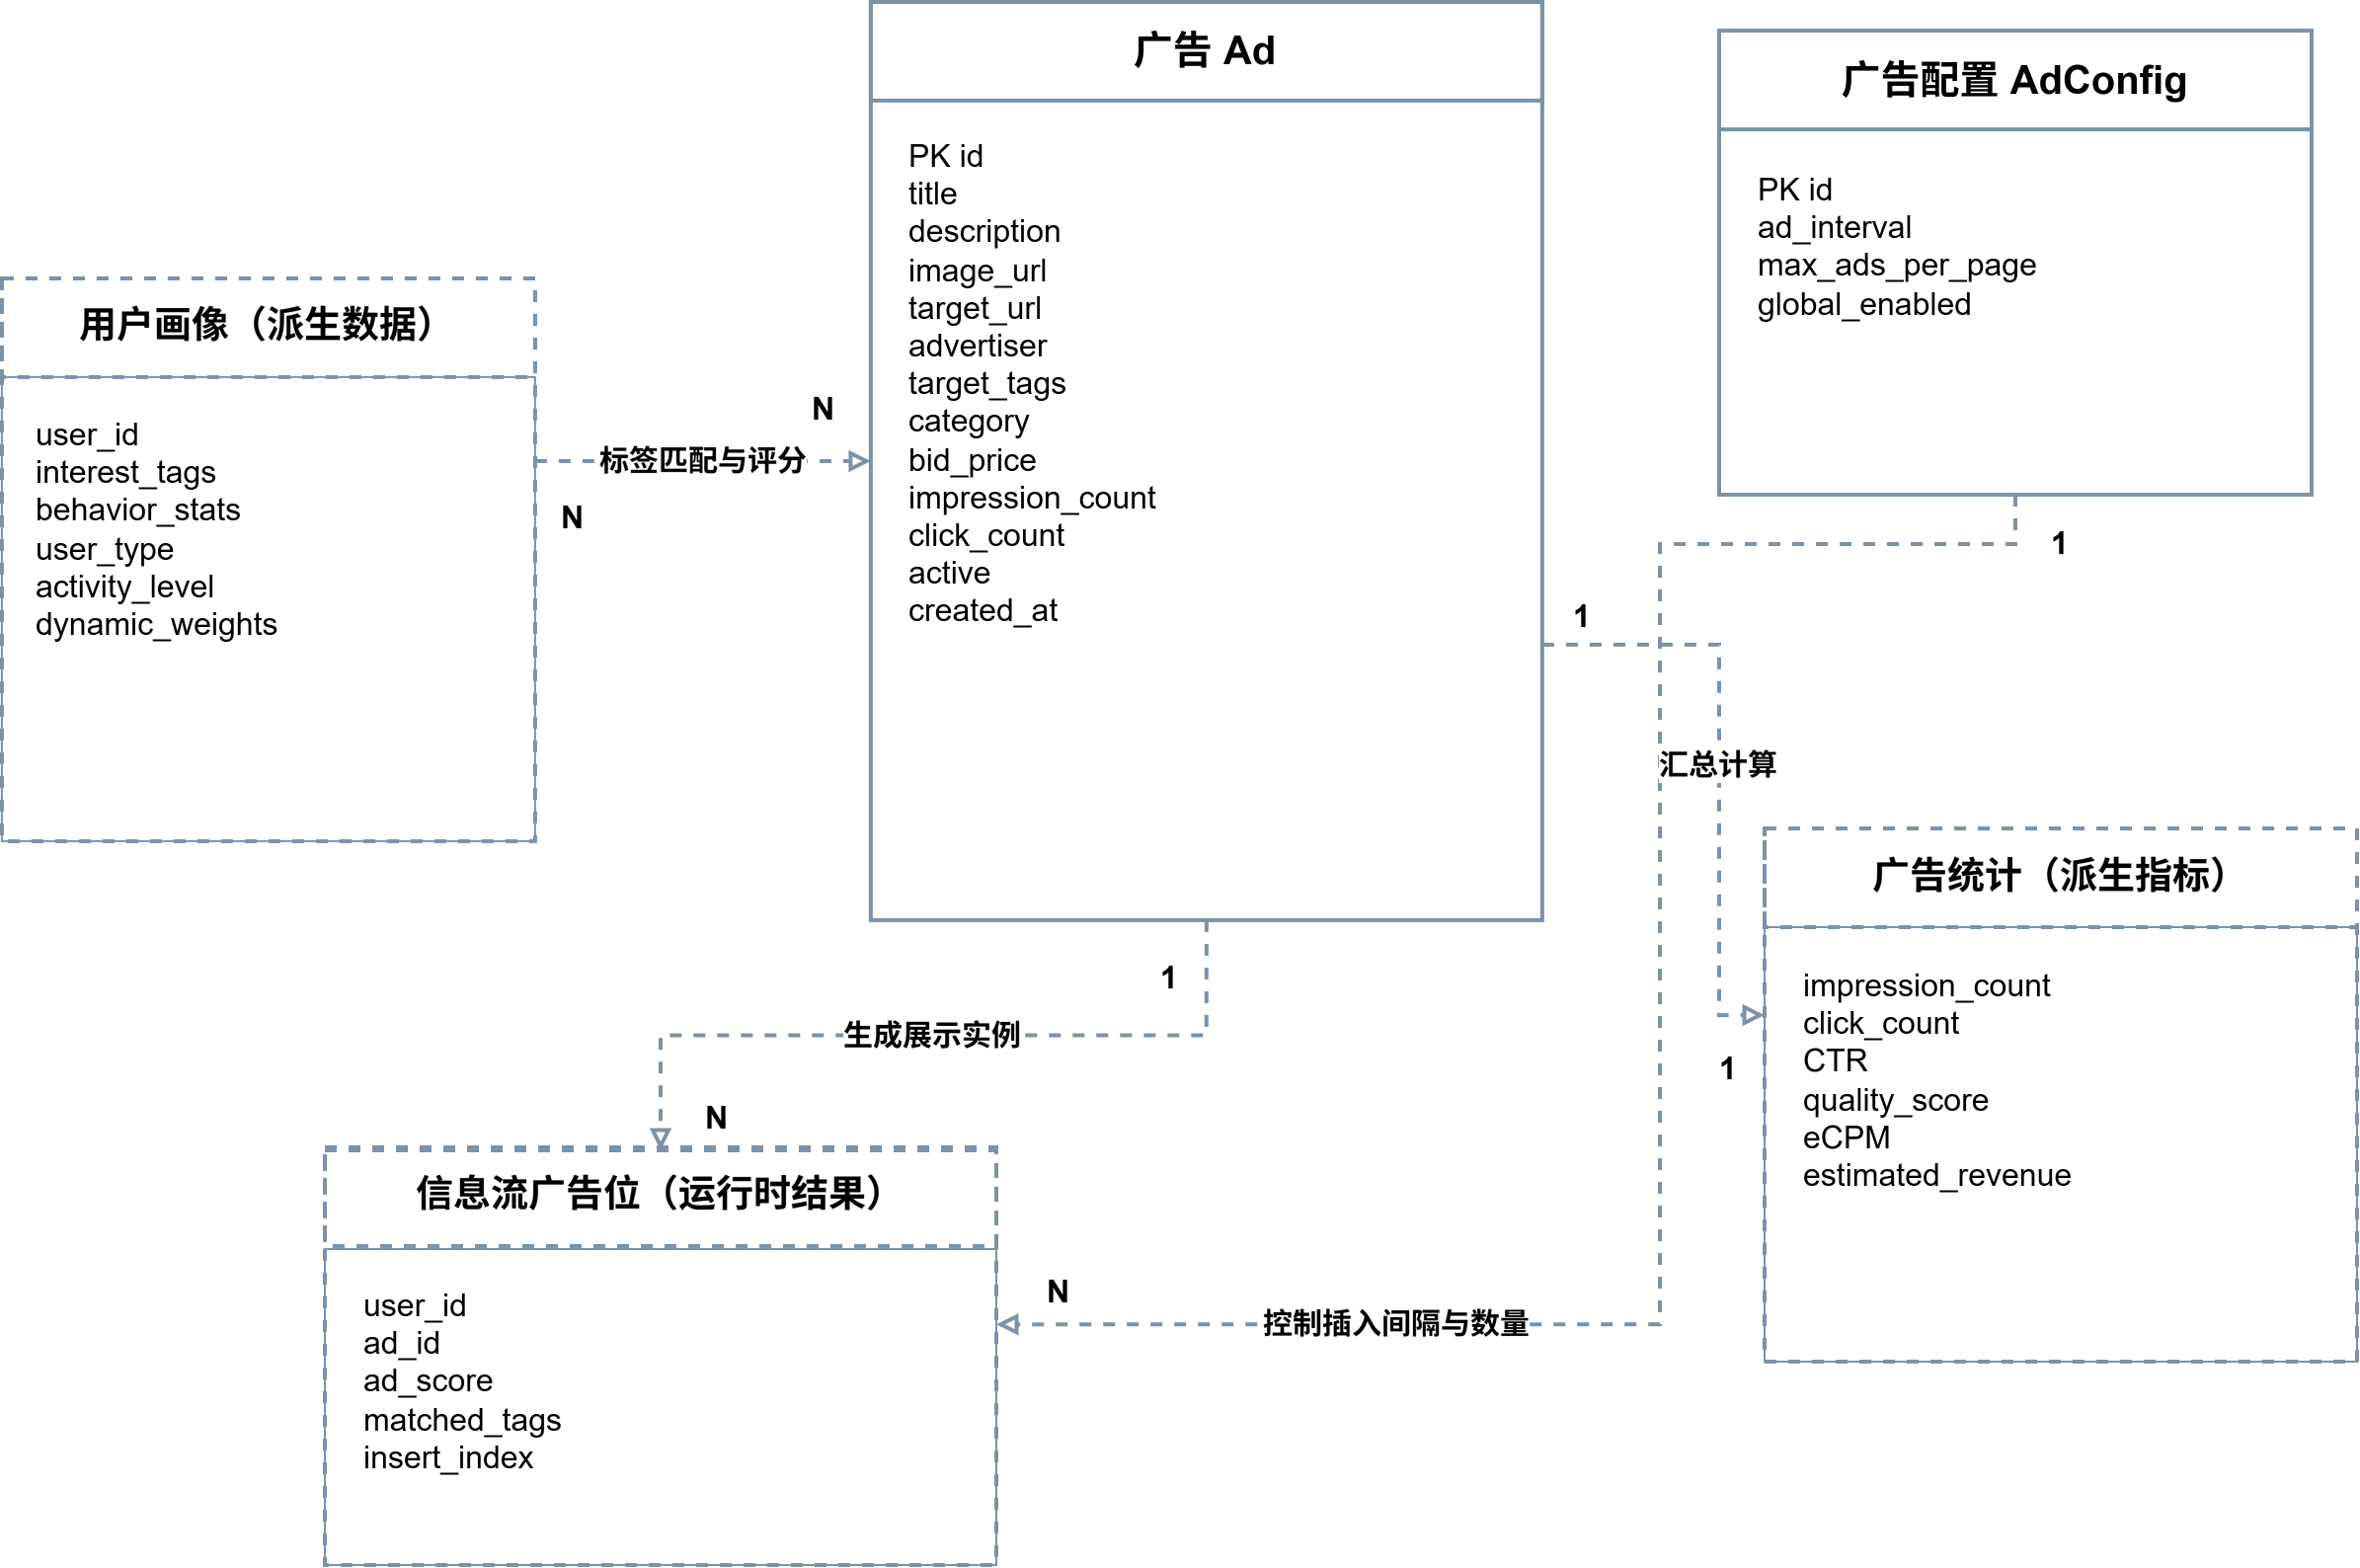 广告 Ad
PK id
title
description
image_url
target_url
advertiser
target_tags
category
bid_price
impression_count
click_count
active
created_at
广告配置 AdConfig
PK id
ad_interval
max_ads_per_page
global_enabled
用户画像（派生数据）
user_id
interest_tags
behavior_stats
user_type
activity_level
dynamic_weights
N
标签匹配与评分
N
1
1
汇总计算
1
广告统计（派生指标）
impression_count
click_count
CTR
quality_score
eCPM
estimated_revenue
1
生成展示实例
N
信息流广告位（运行时结果）
user_id
ad_id
ad_score
matched_tags
insert_index
N
控制插入间隔与数量